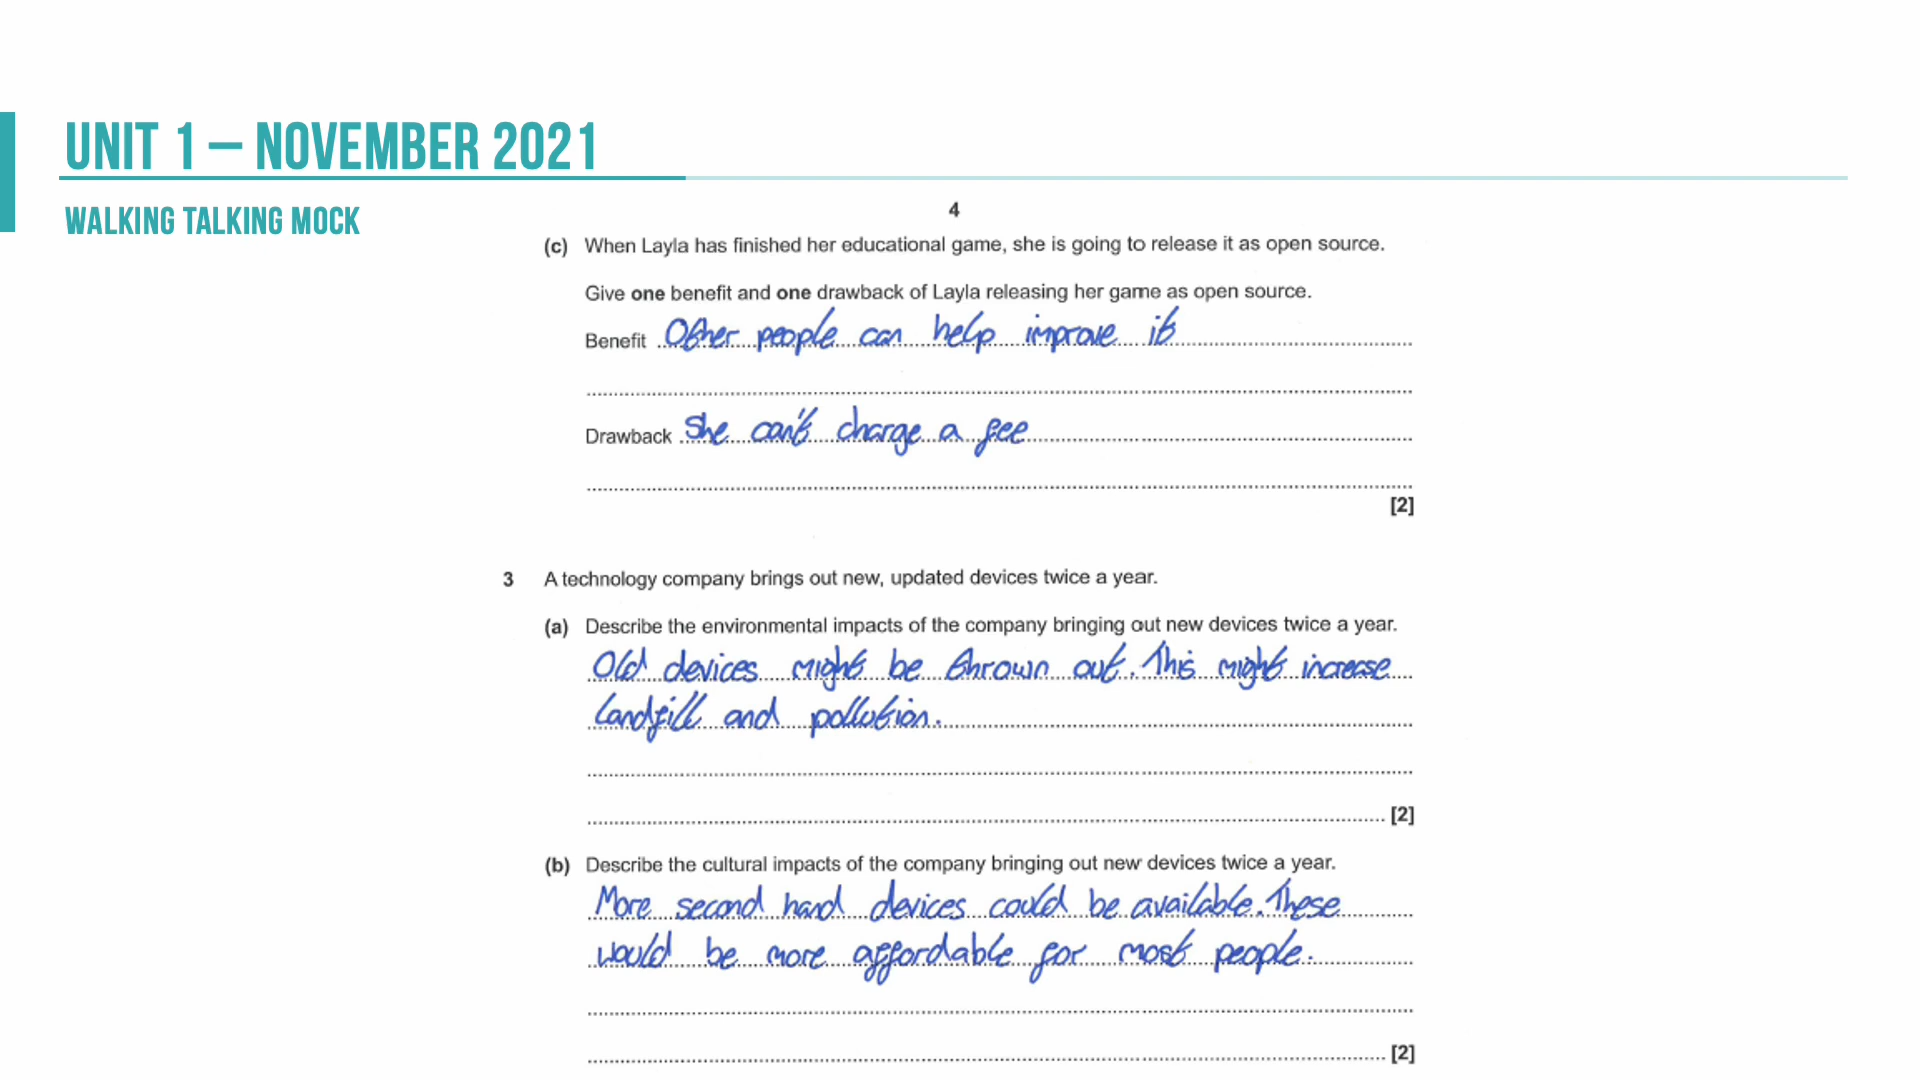 UNIT 1 – NOVEMBER 2021
WALKING TALKING MOCK
4
(c) When Layla has finished her educational game, she is going to release it as open source.
Give one benefit and one drawback of Layla releasing her game as open source.
Benefit Other people can help improve it
Drawback She can't charge a fee
[2]
3 A technology company brings out new, updated devices twice a year.
(a) Describe the environmental impacts of the company bringing out new devices twice a year.
Old devices might be thrown out. This might increase
landfill and pollution.
[2]
(b) Describe the cultural impacts of the company bringing out new devices twice a year.
More second hand devices could be available. These
would be more affordable for most people.
[2]